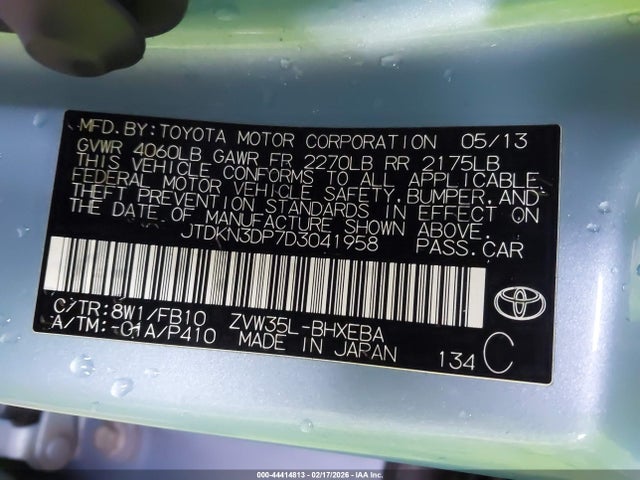 MFD. BY: TOYOTA MOTOR CORPORATION 05/13
GVWR 4060LB GAWR FR 2270LB RR 2175LB
THIS VEHICLE CONFORMS TO ALL APPLICABLE
FEDERAL MOTOR VEHICLE SAFETY, BUMPER, AND
THEFT PREVENTION STANDARDS IN EFFECT ON
THE DATE OF MANUFACTURE SHOWN ABOVE.
JTDKN3DP7D3041958 PASS. CAR
C/TR: 8W1/FB10 ZVW35L-BHXEBA
A/TM: -01A/P410 MADE IN JAPAN 134 C
000-44414813 - 02/17/2026 - IAA Inc.